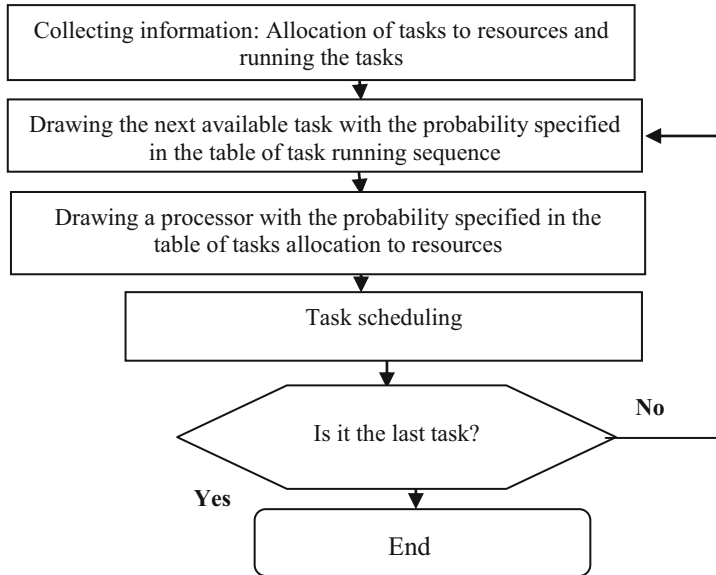 Collecting information: Allocation of tasks to resources and
running the tasks
Drawing the next available task with the probability specified
in the table of task running sequence
Drawing a processor with the probability specified in the
table of tasks allocation to resources
Task scheduling
Is it the last task?
No
Yes
End